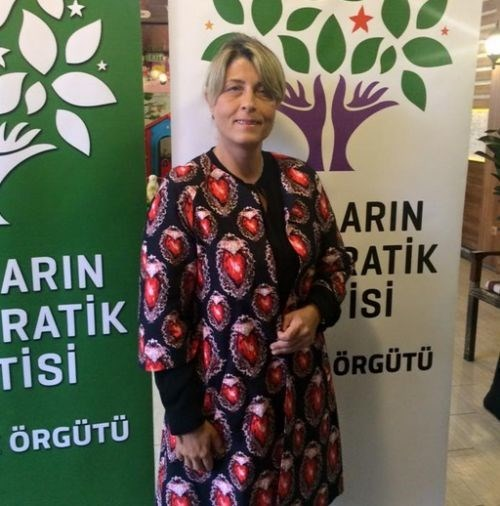 ARIN
RATİK
TİSİ
ÖRGÜTÜ
ARIN
RATİK
İSİ
ÖRGÜTÜ